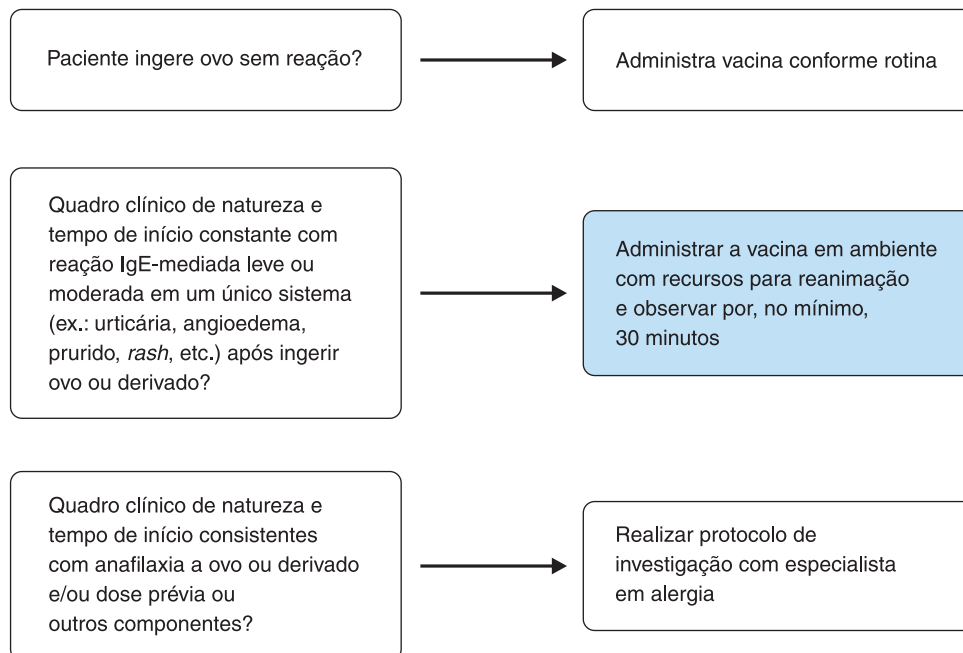 Paciente ingere ovo sem reação?
Administra vacina conforme rotina
Quadro clínico de natureza e
tempo de início constante com
reação IgE-mediada leve ou
moderada em um único sistema
(ex.: urticária, angioedema,
prurido, rash, etc.) após ingerir
ovo ou derivado?
Administrar a vacina em ambiente
com recursos para reanimação
e observar por, no mínimo,
30 minutos
Quadro clínico de natureza e
tempo de início consistentes
com anafilaxia a ovo ou derivado
e/ou dose prévia ou
outros componentes?
Realizar protocolo de
investigação com especialista
em alergia